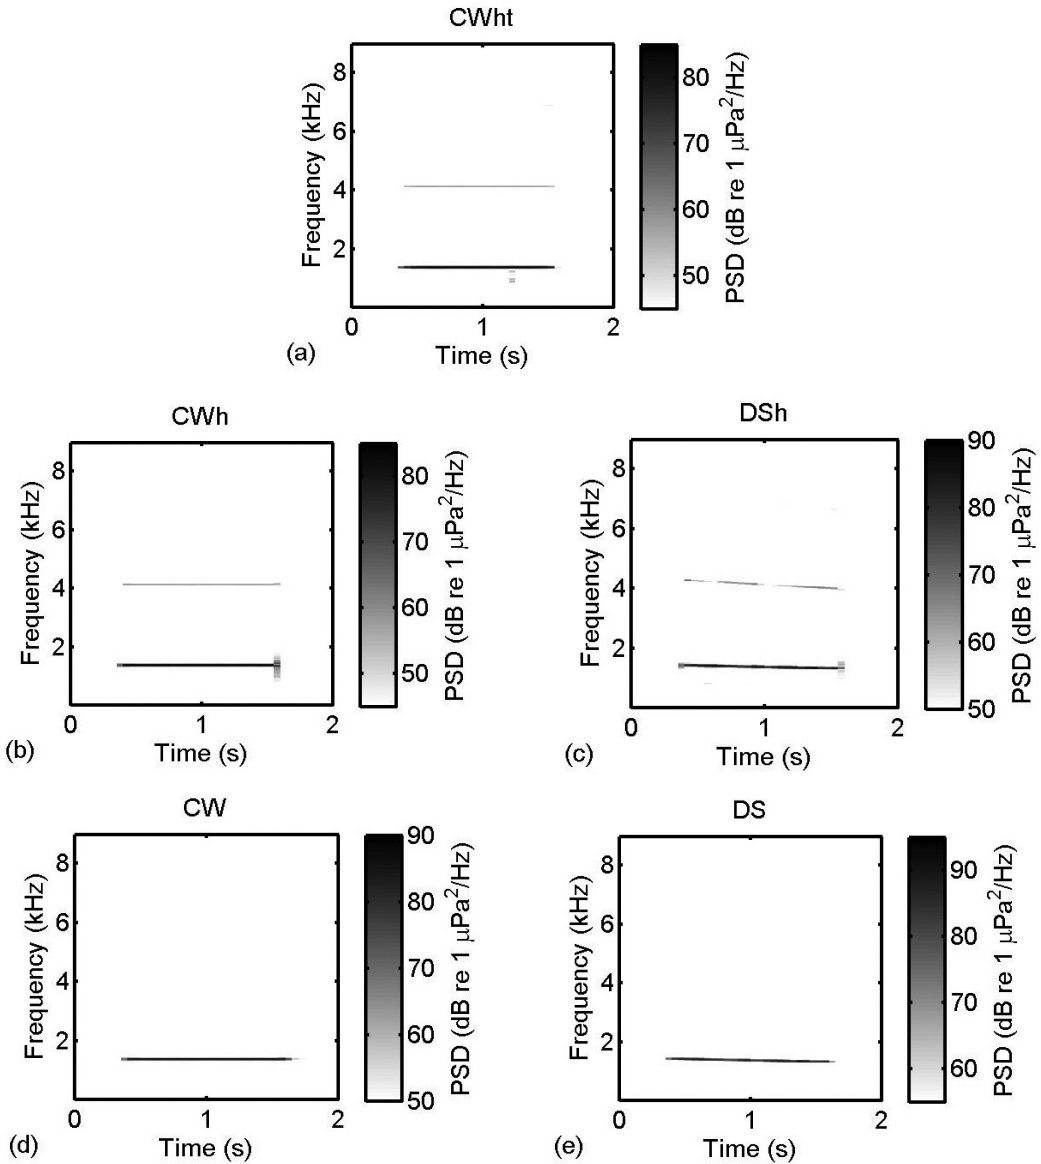 CWht
8
6
4
2
0
1
2
Frequency (kHz)
Time (s)
80
70
60
50
PSD (dB re 1 μPa²/Hz)
(a)
CWh
8
6
4
2
0
1
2
Frequency (kHz)
Time (s)
80
70
60
50
PSD (dB re 1 μPa²/Hz)
(b)
DSh
8
6
4
2
0
1
2
Frequency (kHz)
Time (s)
90
80
70
60
50
PSD (dB re 1 μPa²/Hz)
(c)
CW
8
6
4
2
0
1
2
Frequency (kHz)
Time (s)
90
80
70
60
50
PSD (dB re 1 μPa²/Hz)
(d)
DS
8
6
4
2
0
1
2
Frequency (kHz)
Time (s)
90
80
70
60
PSD (dB re 1 μPa²/Hz)
(e)